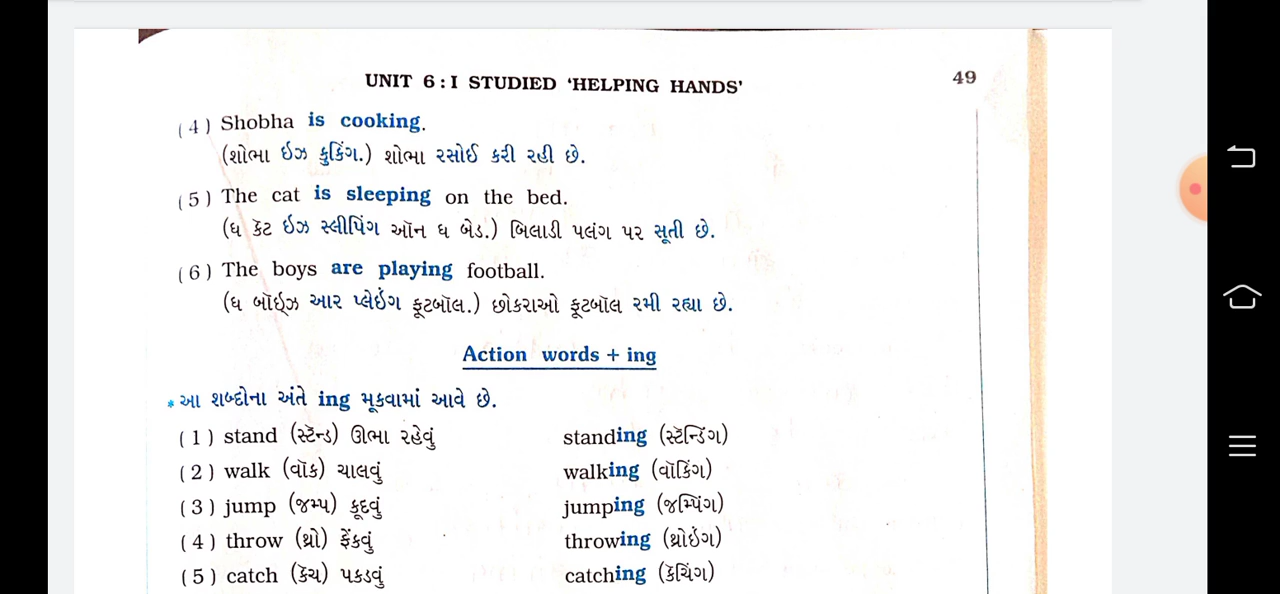 UNIT 6 : I STUDIED ‘HELPING HANDS’ 49
(4) Shobha is cooking.
(શોભા ઇઝ કુકિંગ.) શોભા રસોઈ કરી રહી છે.
(5) The cat is sleeping on the bed.
(ધ કૅટ ઇઝ સ્લીપિંગ ઑન ધ બેડ.) બિલાડી પલંગ પર સૂતી છે.
(6) The boys are playing football.
(ધ બૉઇઝ આર પ્લેઇંગ ફૂટબૉલ.) છોકરાઓ ફૂટબૉલ રમી રહ્યા છે.
Action words + ing
* આ શબ્દોના અંતે ing મૂકવામાં આવે છે.
(1) stand (સ્ટૅન્ડ) ઊભા રહેવું standing (સ્ટૅન્ડિંગ)
(2) walk (વૉક) ચાલવું walking (વૉકિંગ)
(3) jump (જમ્પ) કૂદવું jumping (જમ્પિંગ)
(4) throw (થ્રો) ફેંકવું throwing (થ્રોઇંગ)
(5) catch (કૅચ) પકડવું catching (કૅચિંગ)